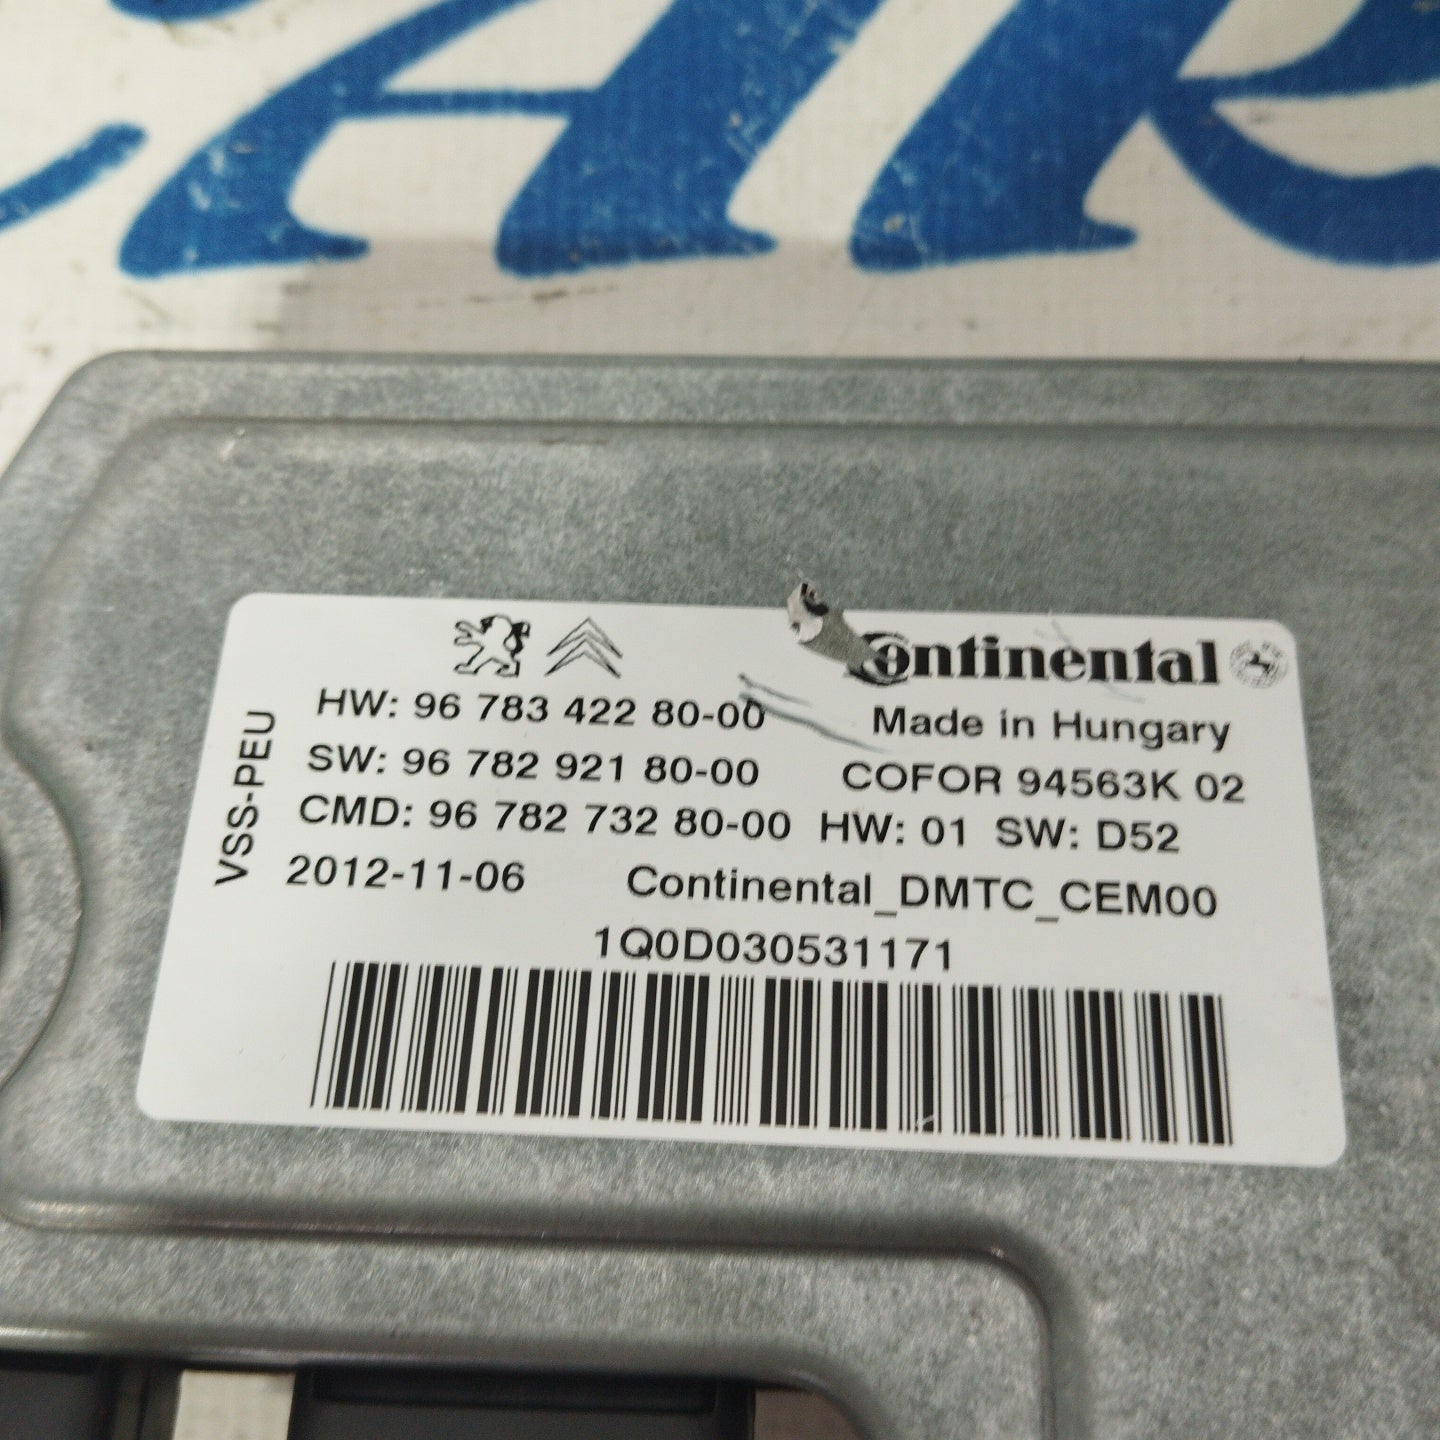 Continental
HW: 96 783 422 80-00
Made in Hungary
SW: 96 782 921 80-00
COFOR 94563K 02
CMD: 96 782 732 80-00
HW: 01 SW: D52
2012-11-06
Continental_DMTC_CEM00
1Q0D030531171
VSS-PEU